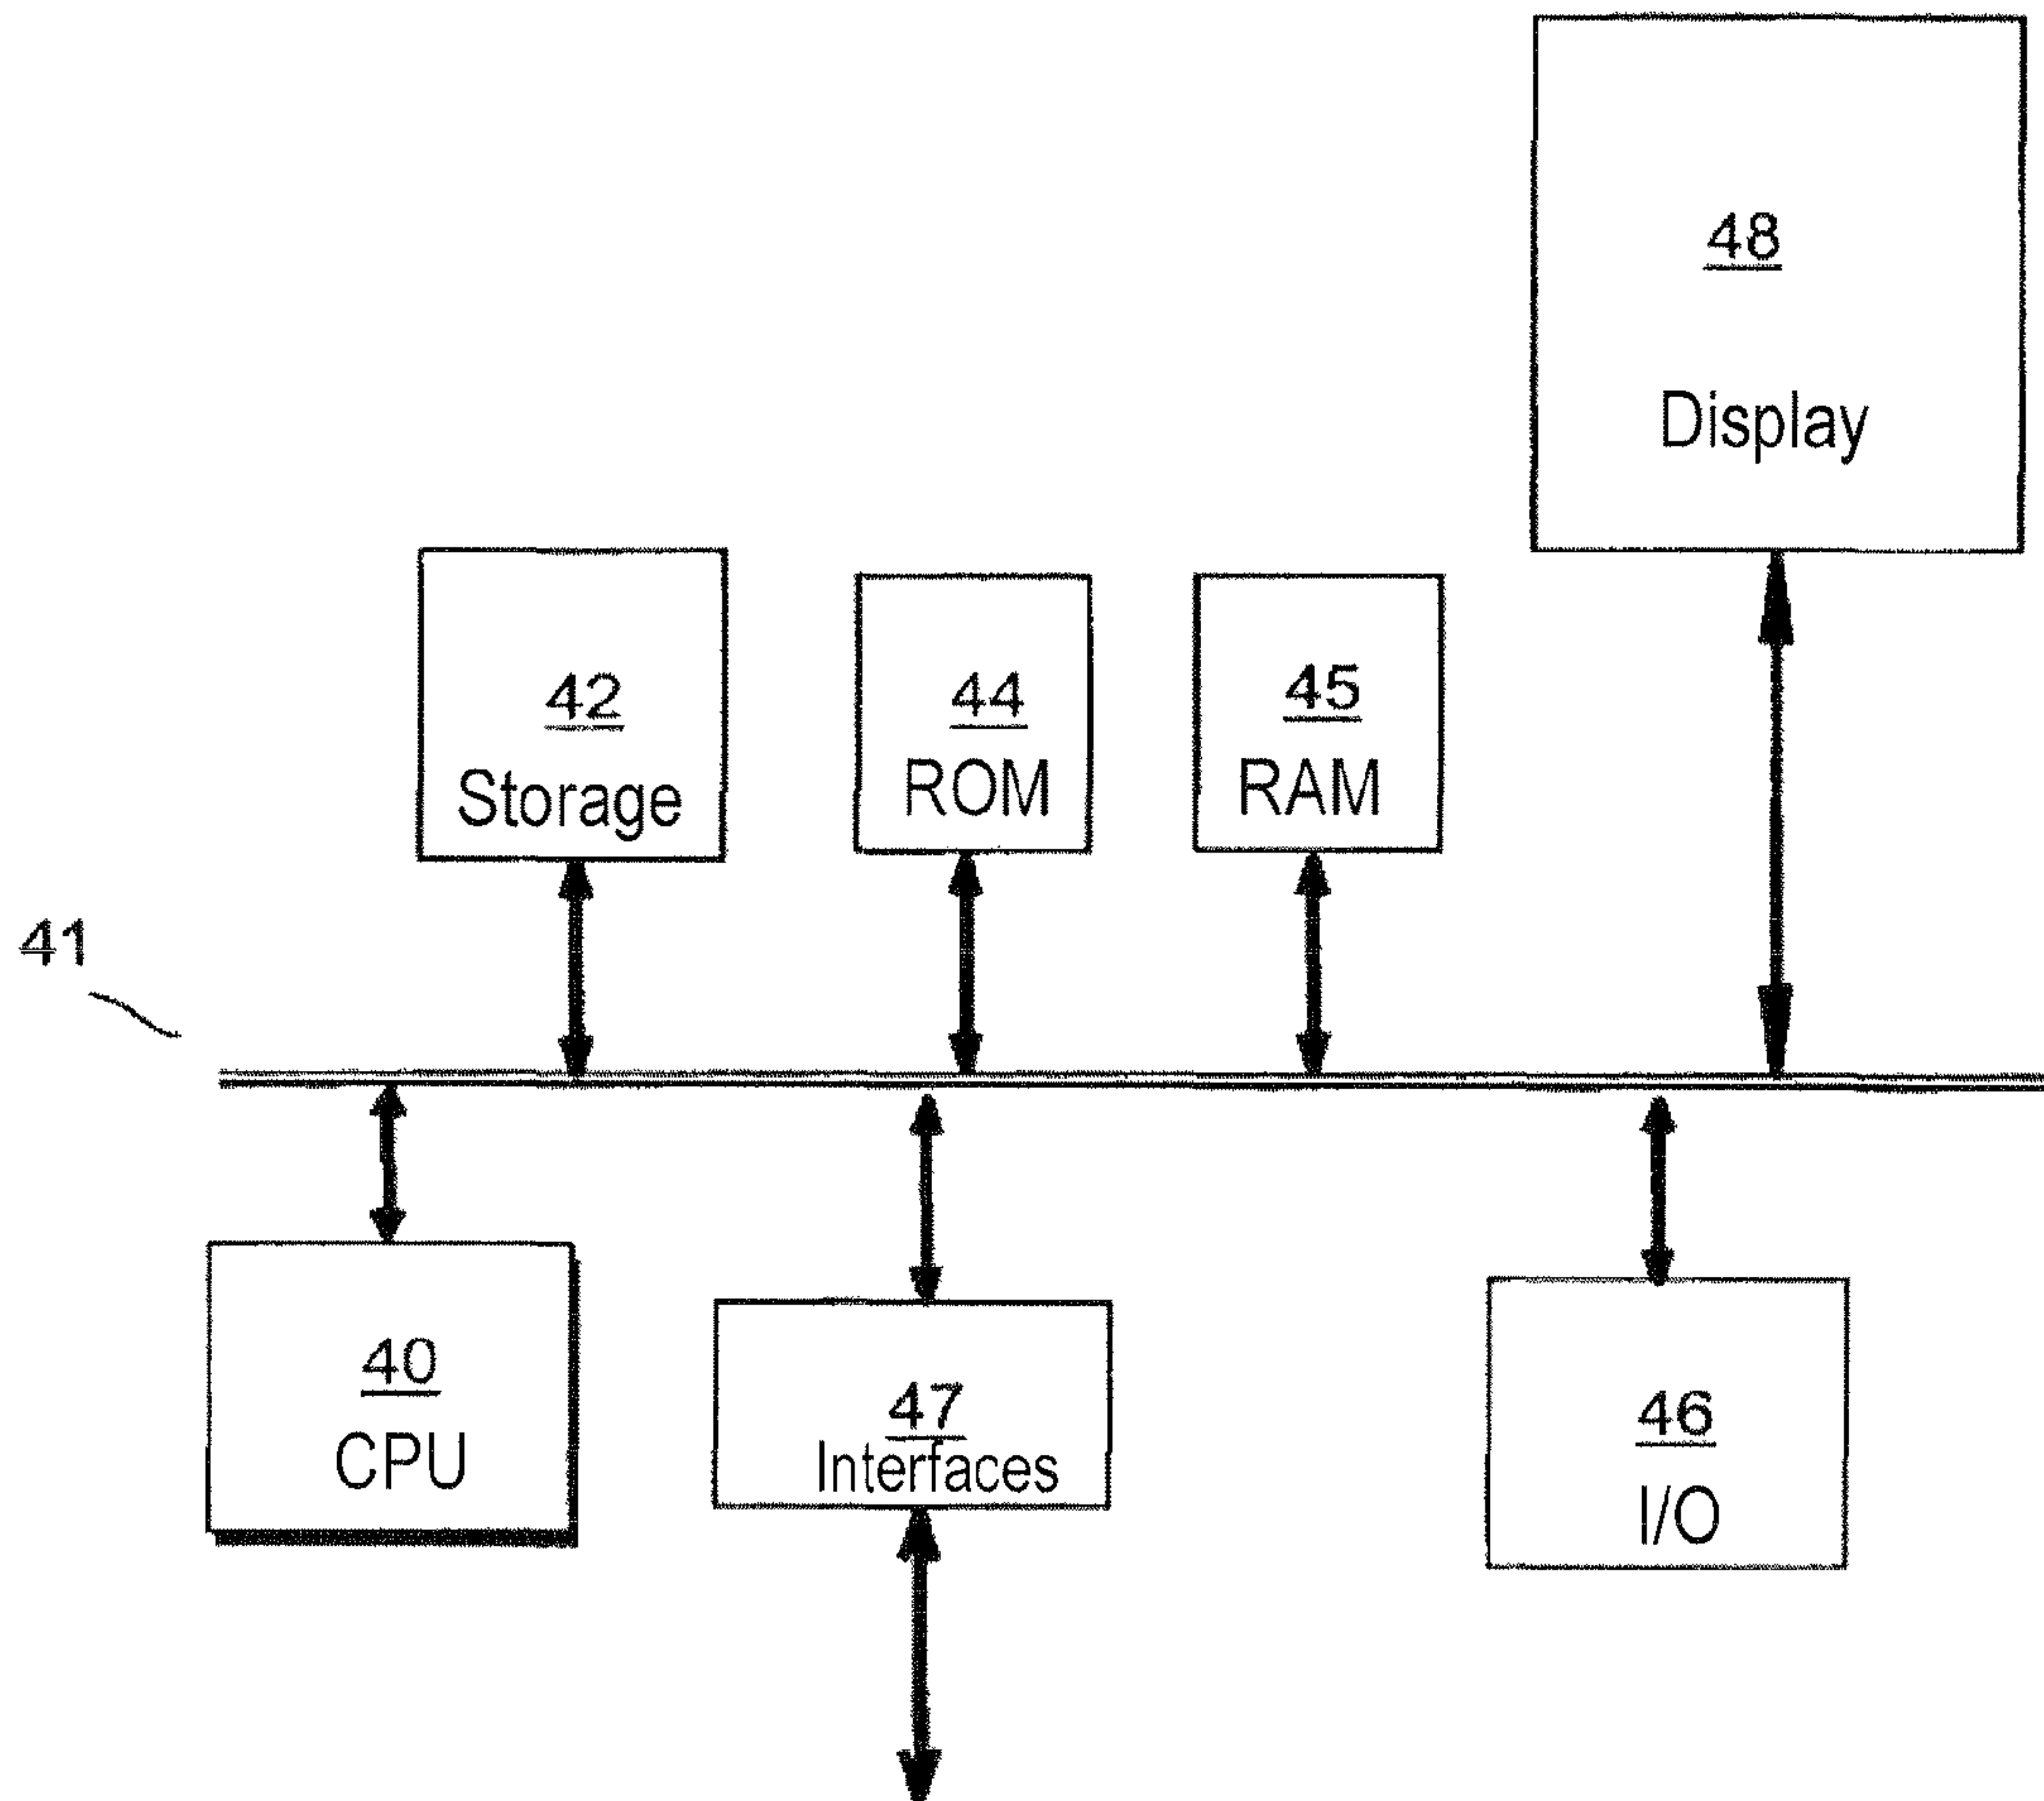 48
Display
42
Storage
44
ROM
45
RAM
41
40
CPU
47
Interfaces
46
I/O